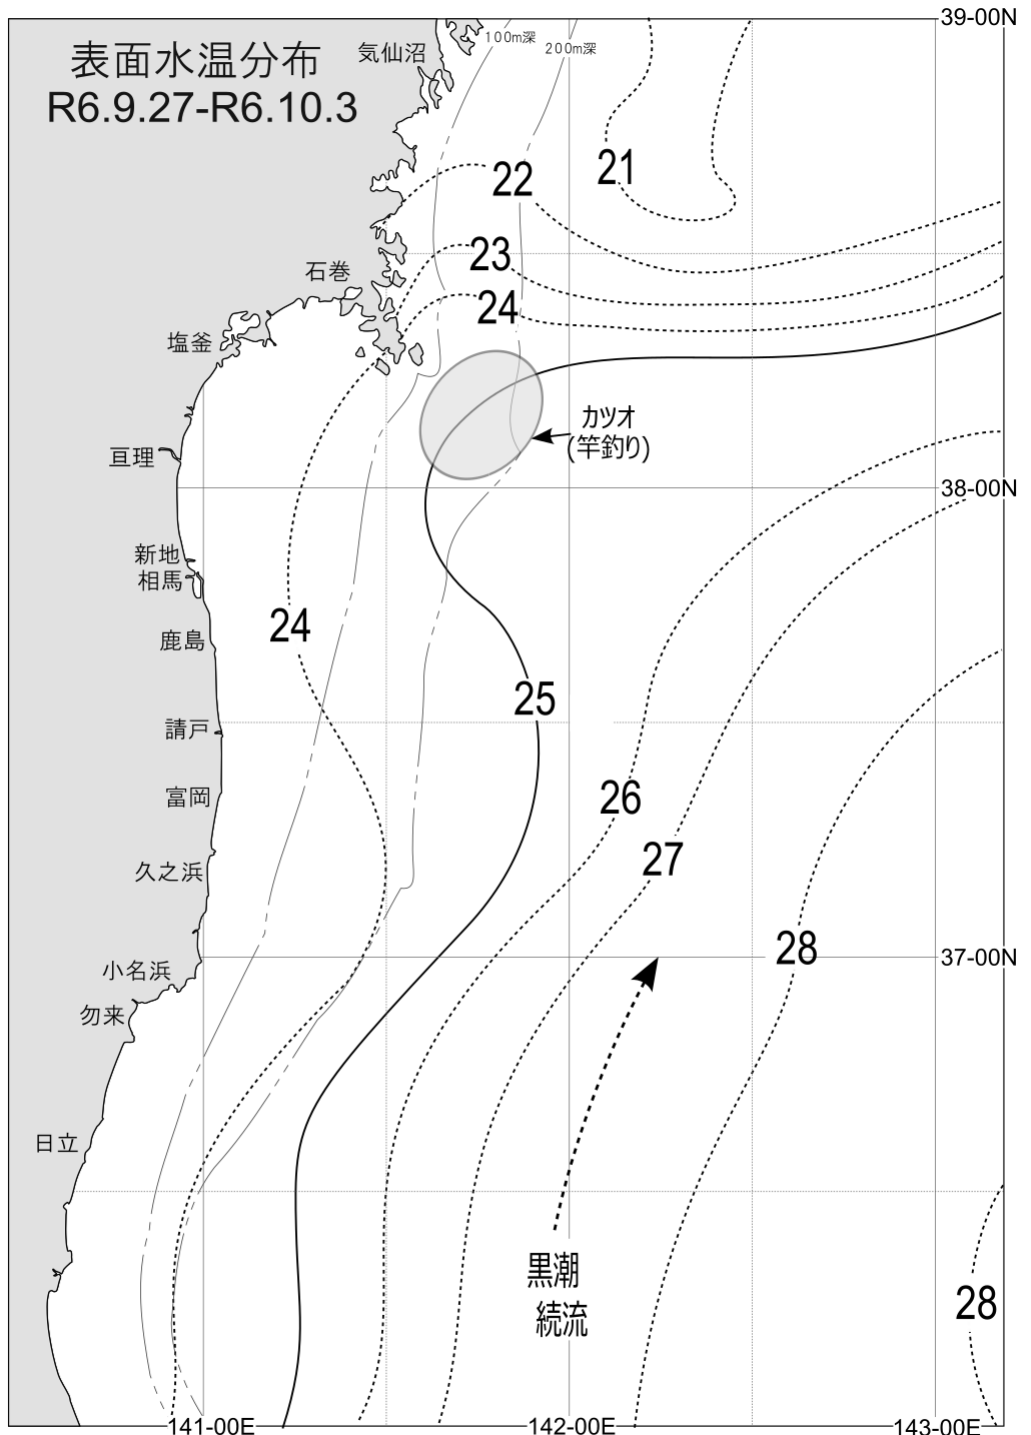 39-00N
表面水温分布
R6.9.27-R6.10.3
気仙沼
100m深
200m深
21
22
23
石巻
24
塩釜
カツオ
(竿釣り)
亘理
38-00N
新地
相馬
鹿島
24
25
請戸
富岡
26
27
久之浜
28
37-00N
小名浜
勿来
日立
黒潮
続流
28
141-00E
142-00E
143-00E